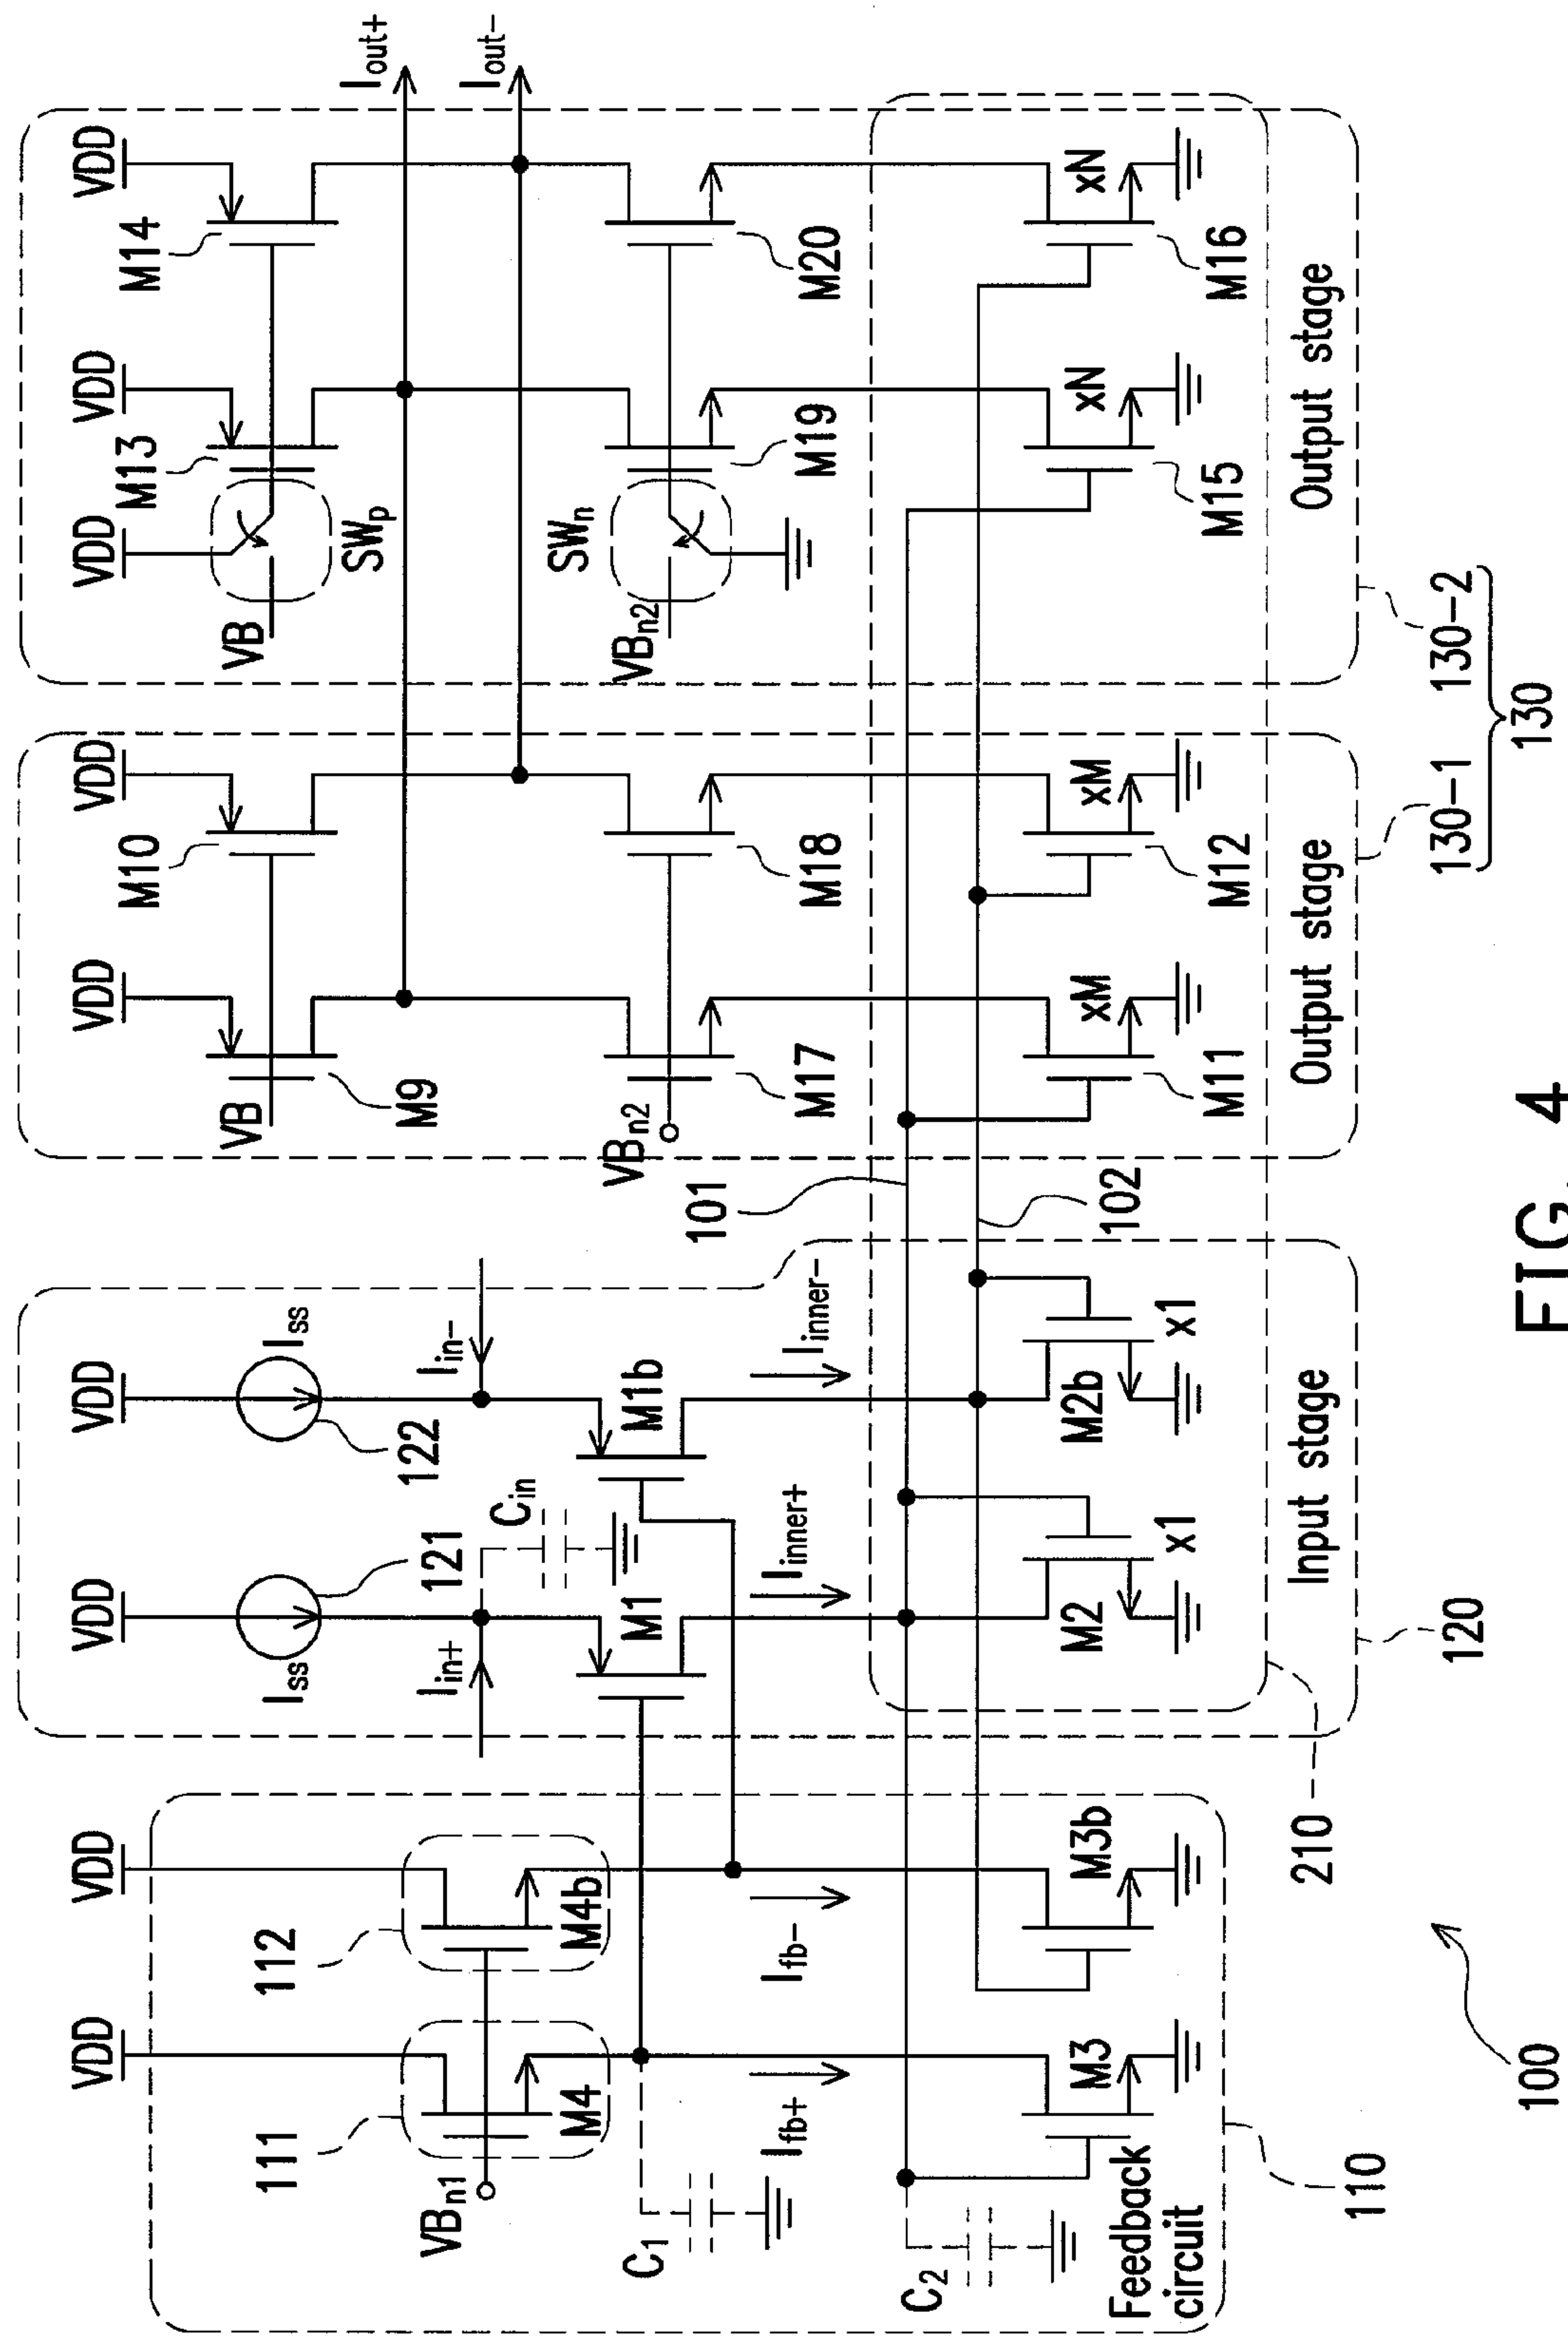 VDD
VDD
VDD
VDD
VDD
VDD
VDD
VDD
VDD
111
112
VBn1
M4
M4b
C1
Ifb+
Ifb-
C2
M3
M3b
Feedback
circuit
110
Iss
121
Iss
122
Iin+
Iin-
Cin
M1
M1b
Iinner+
Iinner-
M2
x1
M2b
x1
Input stage
210
120
101
102
VB
M9
M10
VBn2
M17
M18
M11
xM
M12
xM
Output stage
130-1
VB
SWp
M13
M14
Iout+
Iout-
VBn2
SWn
M19
M20
M15
xN
M16
xN
Output stage
130-2
130
100
FIG. 4